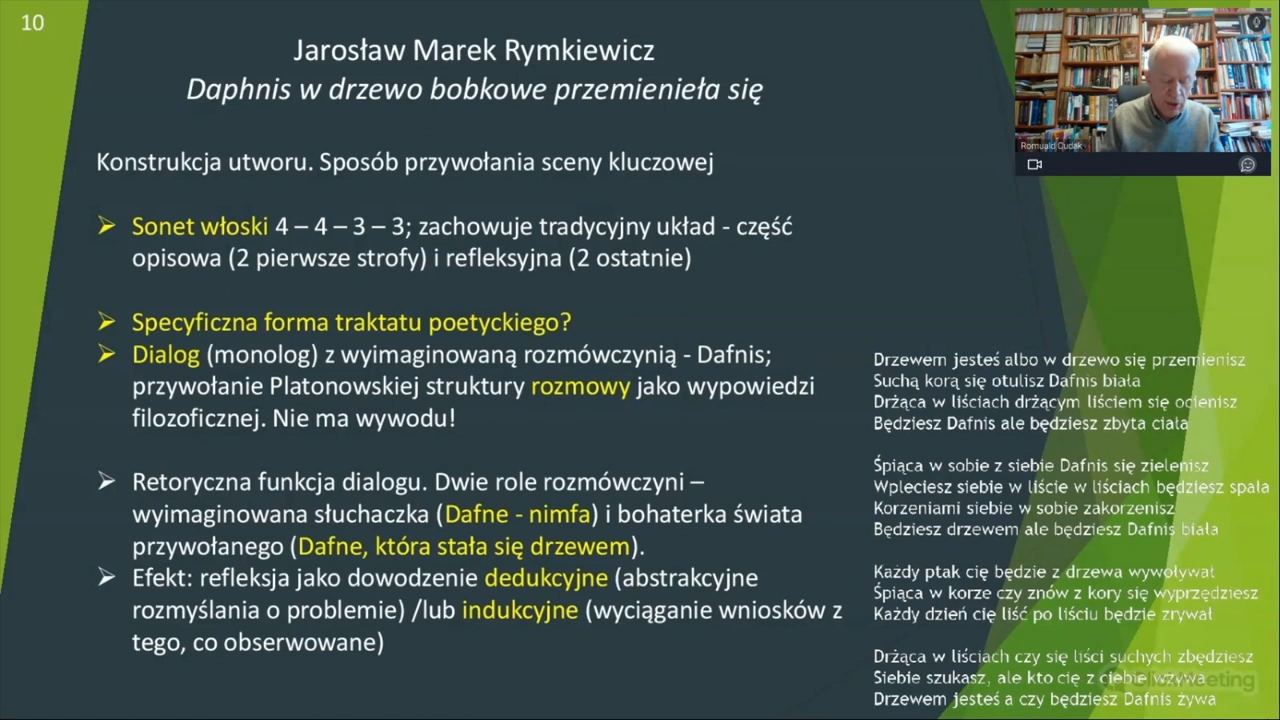 10
Jarosław Marek Rymkiewicz
Daphnis w drzewo bobkowe przemienieła się
Konstrukcja utworu. Sposób przywołania sceny kluczowej
➢ Sonet włoski 4 – 4 – 3 – 3; zachowuje tradycyjny układ - część
opisowa (2 pierwsze strofy) i refleksyjna (2 ostatnie)
➢ Specyficzna forma traktatu poetyckiego?
➢ Dialog (monolog) z wyimaginowaną rozmówczynią - Dafnis;
przywołanie Platonowskiej struktury rozmowy jako wypowiedzi
filozoficznej. Nie ma wywodu!
➢ Retoryczna funkcja dialogu. Dwie role rozmówczyni –
wyimaginowana słuchaczka (Dafne - nimfa) i bohaterka świata
przywołanego (Dafne, która stała się drzewem).
➢ Efekt: refleksja jako dowodzenie dedukcyjne (abstrakcyjne
rozmyślania o problemie) /lub indukcyjne (wyciąganie wniosków z
tego, co obserwowane)
Romuald Cudak
Drzewem jesteś albo w drzewo się przemienisz
Suchą korą się otulisz Dafnis biała
Drżąca w liściach drżącym liściem się ocienisz
Będziesz Dafnis ale będziesz zbyta ciała
Śpiąca w sobie z siebie Dafnis się zielenisz
Wpleciesz siebie w liście w liściach będziesz spała
Korzeniami siebie w sobie zakorzenisz
Będziesz drzewem ale będziesz Dafnis biała
Każdy ptak cię będzie z drzewa wywoływał
Śpiąca w korze czy znów z kory się wyprzędziesz
Każdy dzień cię liść po liściu będzie zrywał
Drżąca w liściach czy się liści suchych zbędziesz
Siebie szukasz, ale kto cię z ciebie wzywa
Drzewem jesteś a czy będziesz Dafnis żywa